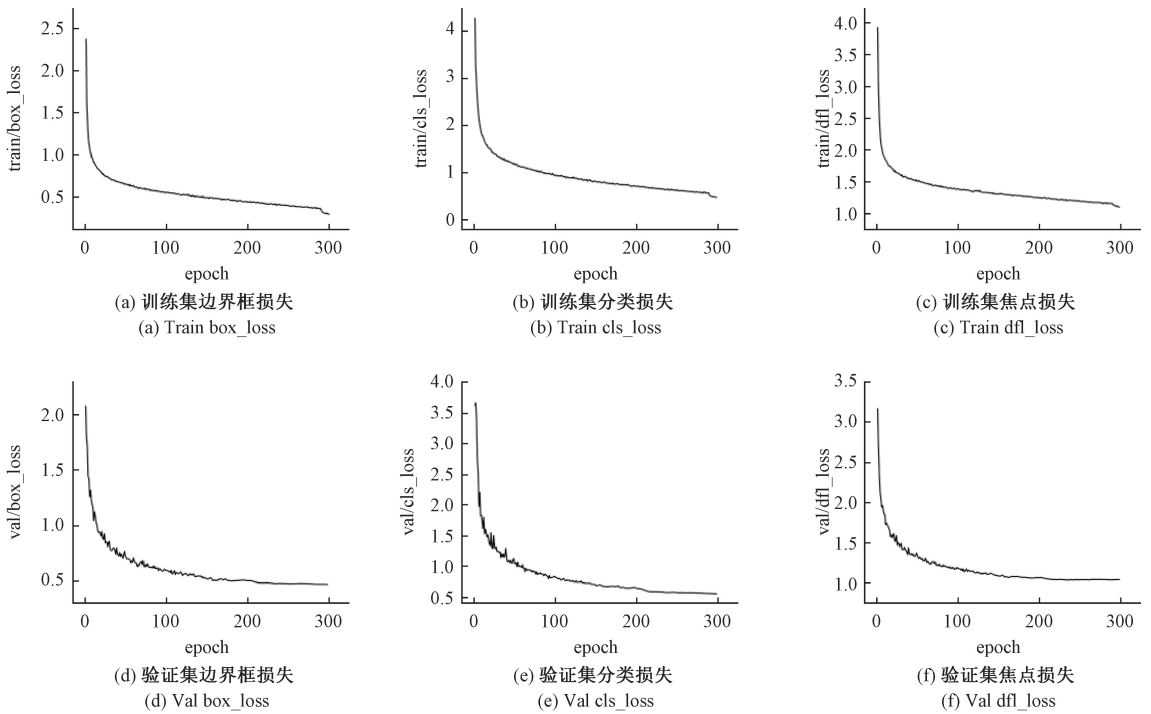 2.5
2.0
1.5
1.0
0.5
train/box_loss
0 100 200 300
epoch
(a) 训练集边界框损失
(a) Train box_loss
4
3
2
1
0
train/cls_loss
0 100 200 300
epoch
(b) 训练集分类损失
(b) Train cls_loss
4.0
3.5
3.0
2.5
2.0
1.5
1.0
train/dfl_loss
0 100 200 300
epoch
(c) 训练集焦点损失
(c) Train dfl_loss
2.0
1.5
1.0
0.5
val/box_loss
0 100 200 300
epoch
(d) 验证集边界框损失
(d) Val box_loss
4.0
3.5
3.0
2.5
2.0
1.5
1.0
0.5
val/cls_loss
0 100 200 300
epoch
(e) 验证集分类损失
(e) Val cls_loss
3.5
3.0
2.5
2.0
1.5
1.0
val/dfl_loss
0 100 200 300
epoch
(f) 验证集焦点损失
(f) Val dfl_loss